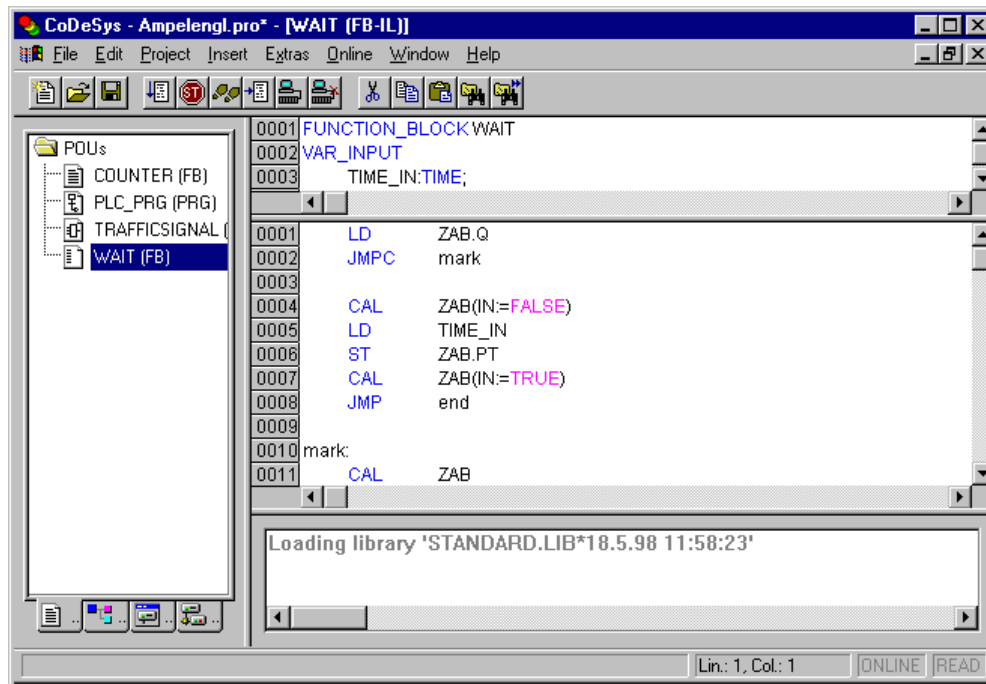 CoDeSys - Ampelengl.pro* - [WAIT (FB-IL)]
File Edit Project Insert Extras Online Window Help
POUs
COUNTER (FB)
PLC_PRG (PRG)
TRAFFICSIGNAL (
WAIT (FB)
0001 FUNCTION_BLOCK WAIT
0002 VAR_INPUT
0003 TIME_IN:TIME;
0001 LD ZAB.Q
0002 JMPC mark
0003
0004 CAL ZAB(IN:=FALSE)
0005 LD TIME_IN
0006 ST ZAB.PT
0007 CAL ZAB(IN:=TRUE)
0008 JMP end
0009
0010 mark:
0011 CAL ZAB
.. .. .. ..
Loading library 'STANDARD.LIB*18.5.98 11:58:23'
Lin.: 1, Col.: 1 ONLINE READ